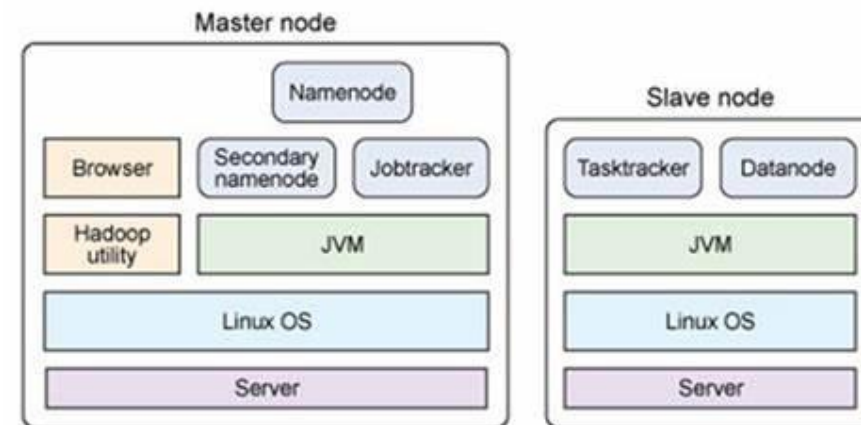 Master node
Namenode
Browser
Secondary
namenode
Jobtracker
Hadoop
utility
JVM
Linux OS
Server
Slave node
Tasktracker
Datanode
JVM
Linux OS
Server